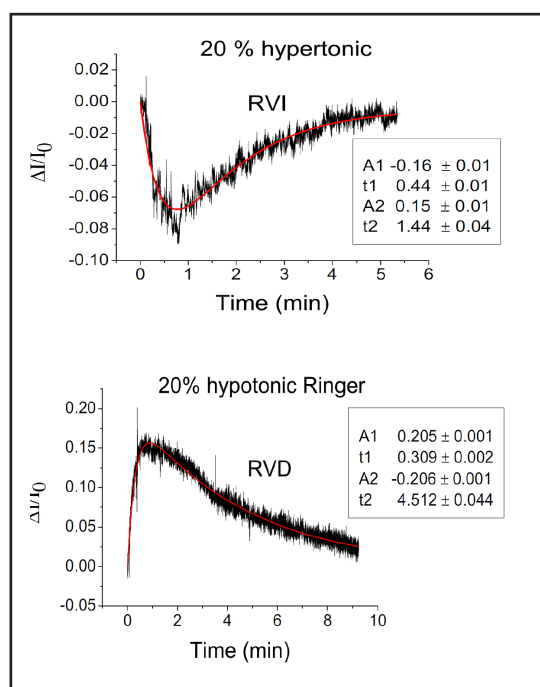 20 % hypertonic
0.02
0.00
-0.02
-0.04
-0.06
-0.08
-0.10
ΔI/I0
RVI
A1 -0.16 ± 0.01
t1 0.44 ± 0.01
A2 0.15 ± 0.01
t2 1.44 ± 0.04
0 1 2 3 4 5 6
Time (min)
20% hypotonic Ringer
0.20
0.15
0.10
0.05
0.00
-0.05
ΔI/I0
RVD
A1 0.205 ± 0.001
t1 0.309 ± 0.002
A2 -0.206 ± 0.001
t2 4.512 ± 0.044
0 2 4 6 8 10
Time (min)